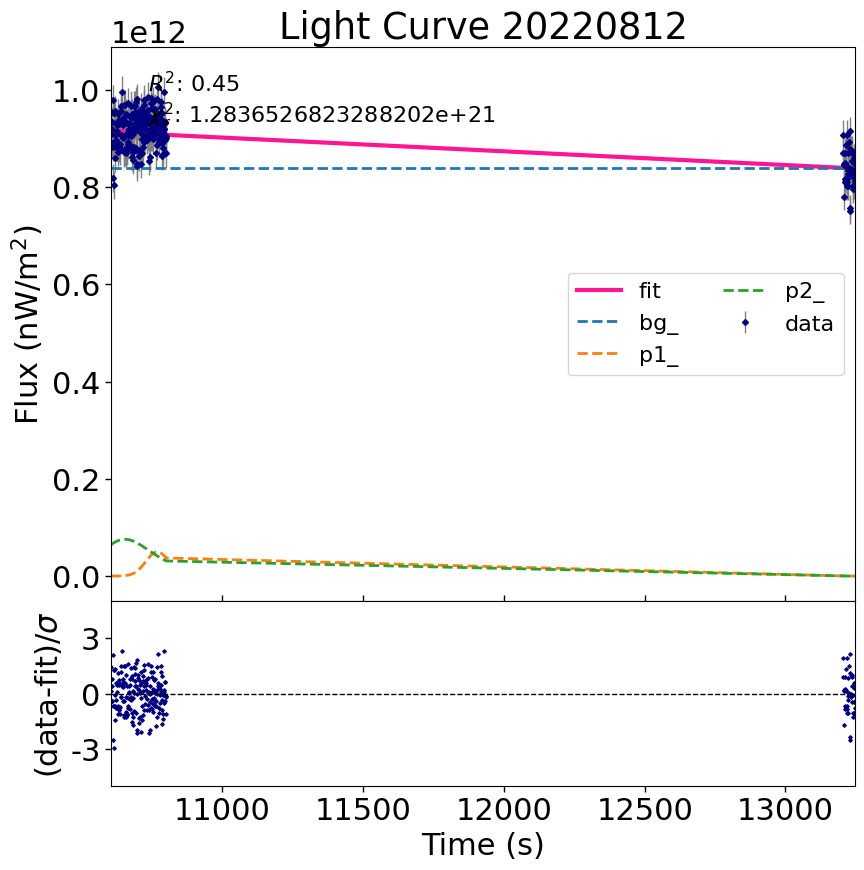 Light Curve 20220812
1e12
R²: 0.45
χ²: 1.2836526823288202e+21
1.0
0.8
0.6
0.4
0.2
0.0
Flux (nW/m²)
fit
bg_
p1_
p2_
data
3
0
-3
(data-fit)/σ
11000 11500 12000 12500 13000
Time (s)